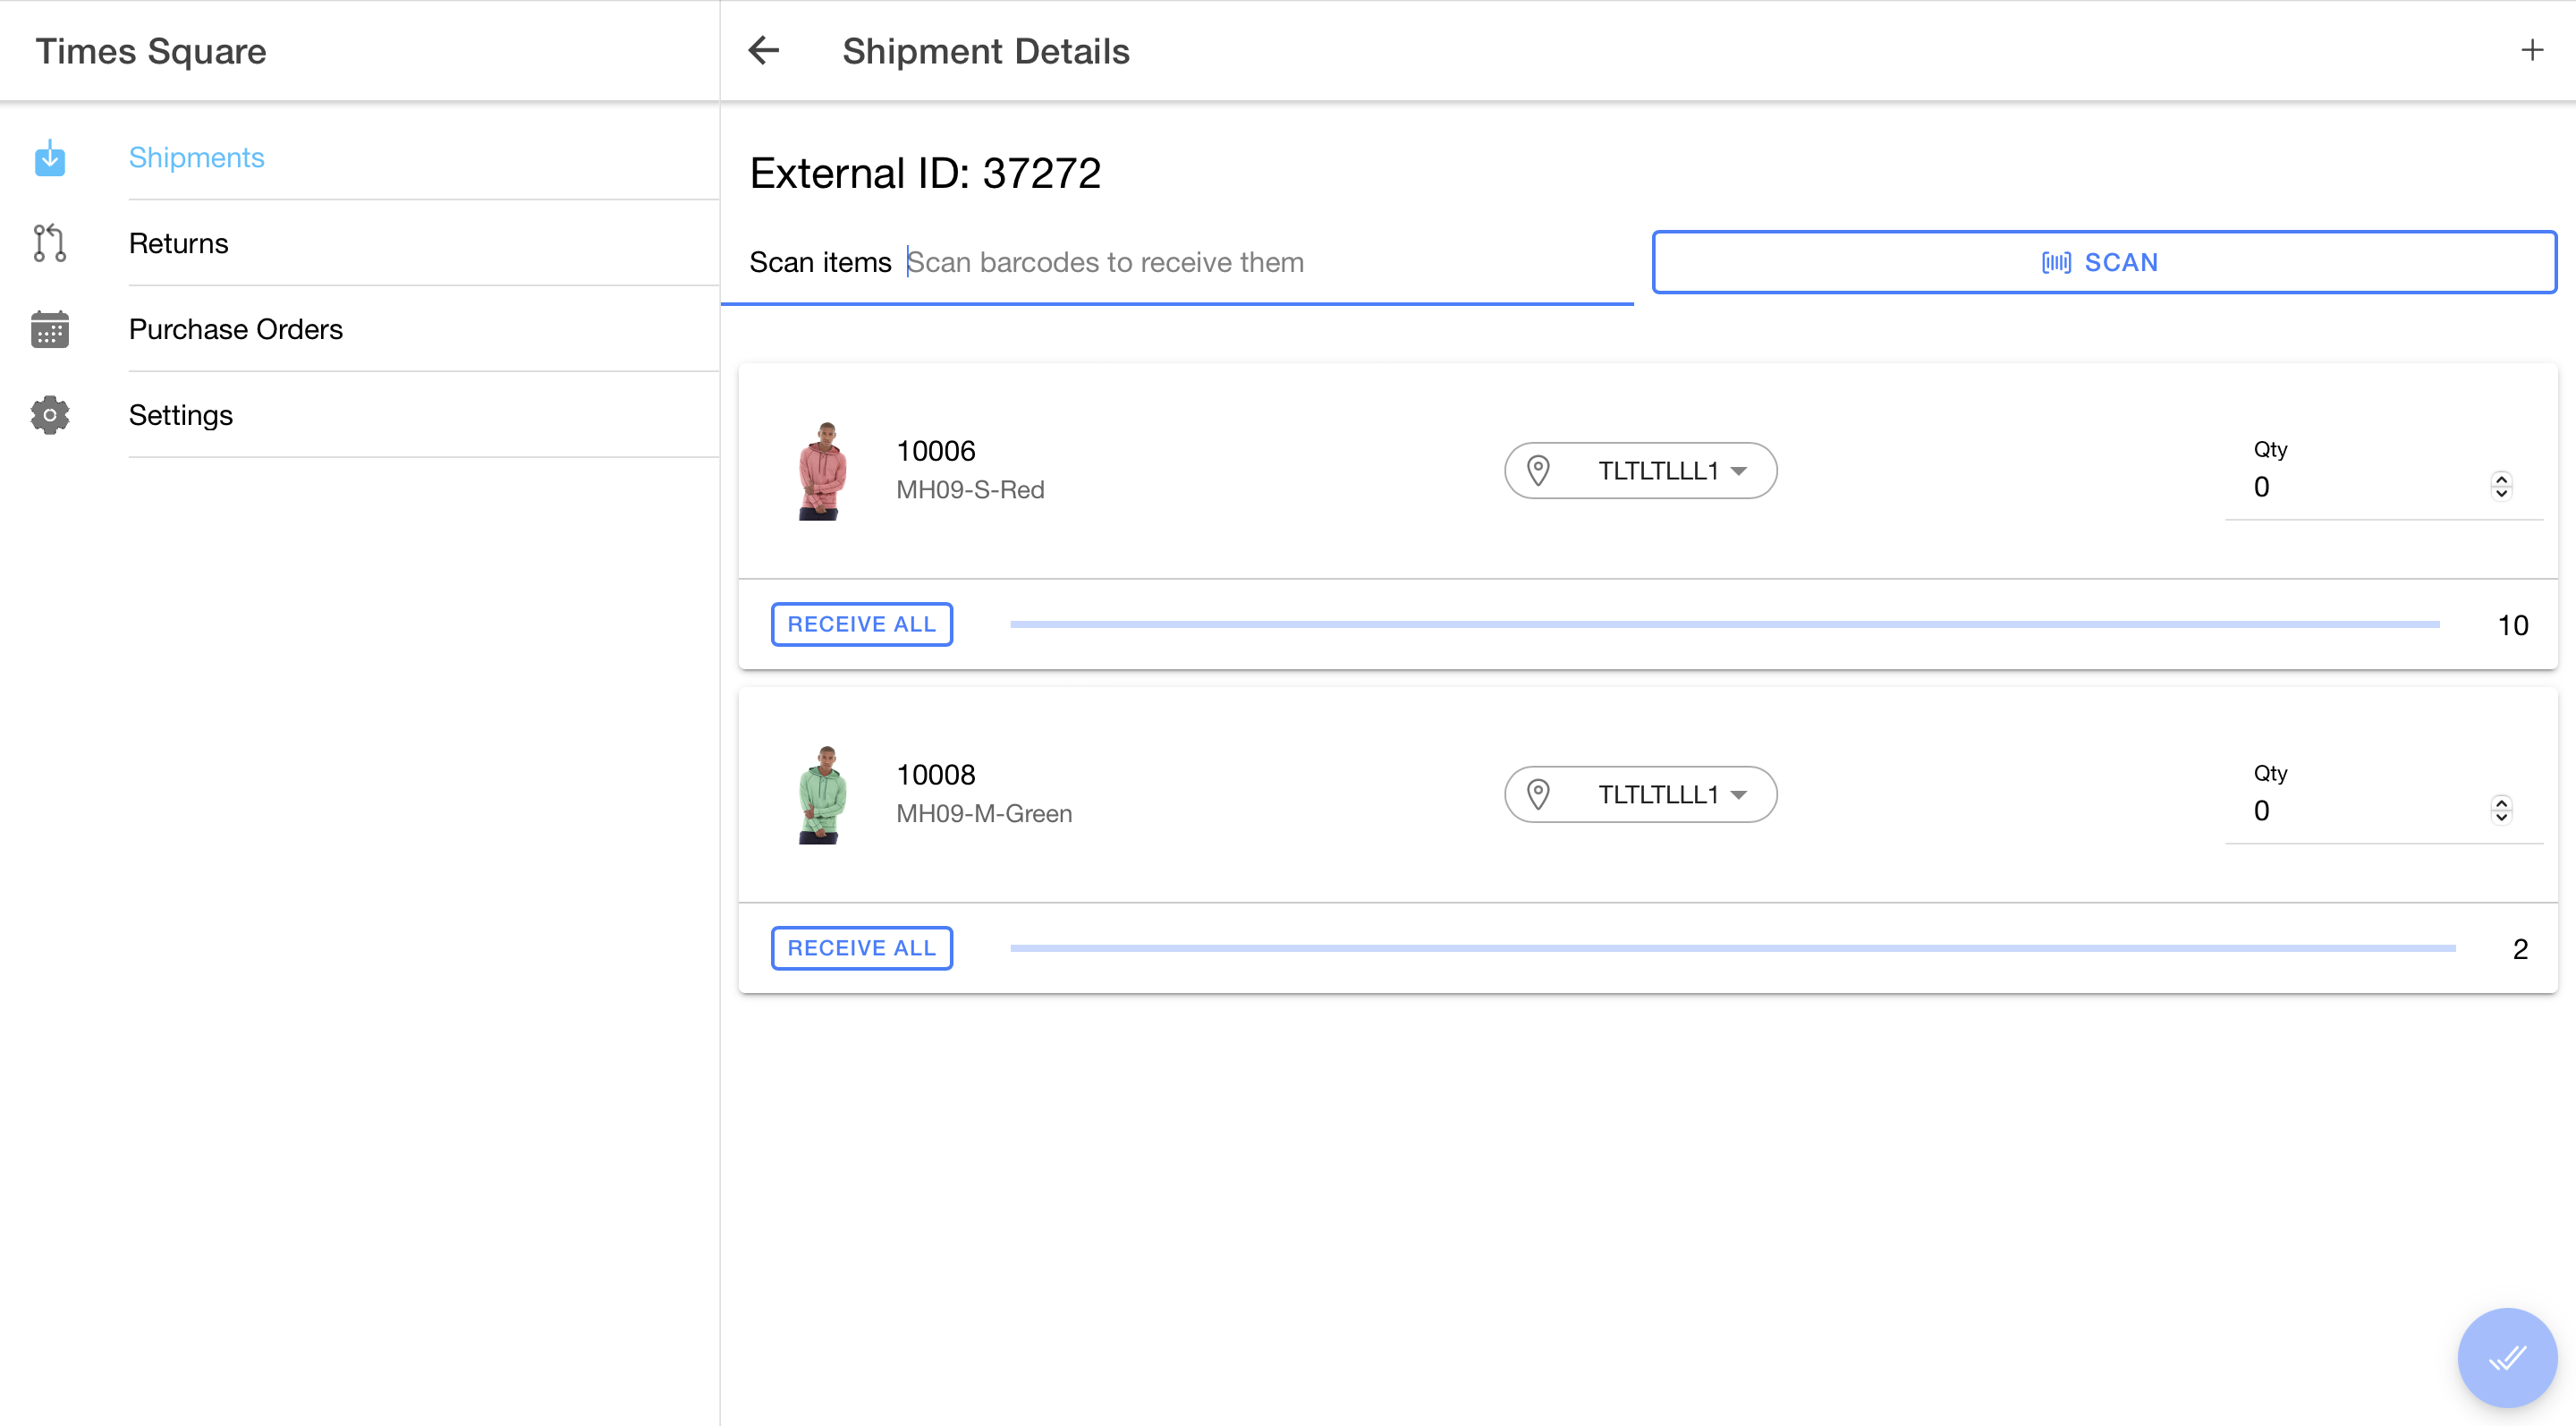 Times Square
Shipments
Returns
Purchase Orders
Settings
Shipment Details
External ID: 37272
Scan items Scan barcodes to receive them
SCAN
10006
MH09-S-Red
TLTLTLLL1
Qty
0
RECEIVE ALL
10
10008
MH09-M-Green
TLTLTLLL1
Qty
0
RECEIVE ALL
2